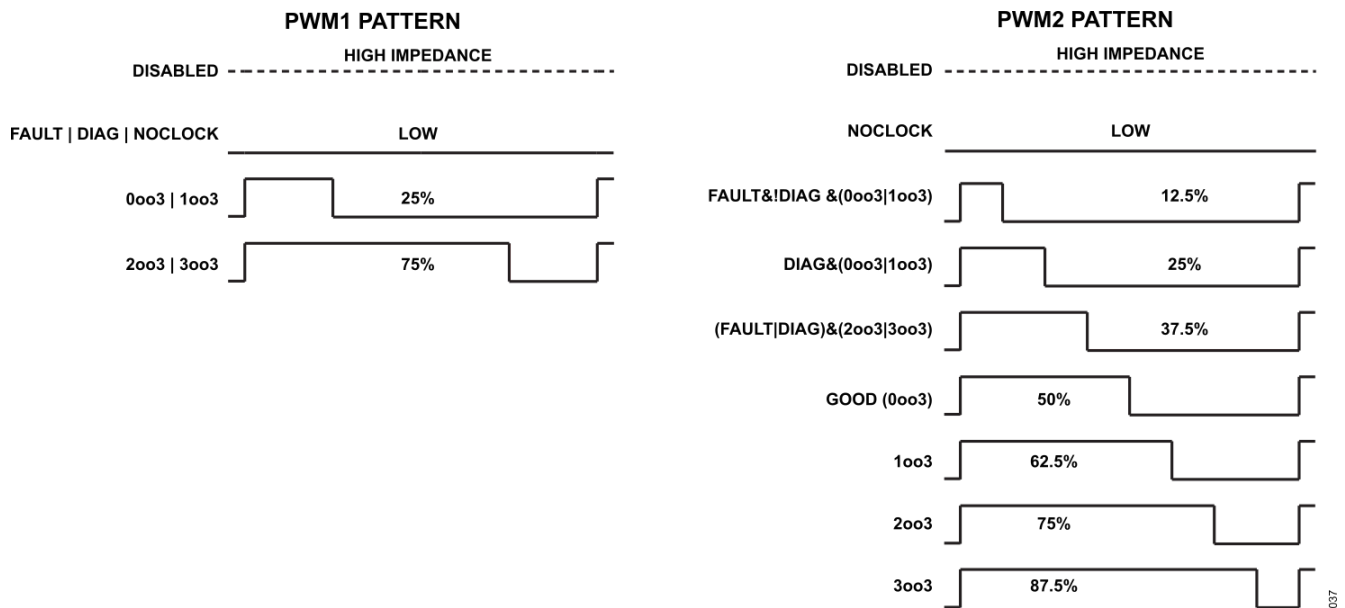 PWM1 PATTERN
HIGH IMPEDANCE
DISABLED
FAULT | DIAG | NOCLOCK
LOW
0oo3 | 1oo3
25%
2oo3 | 3oo3
75%
PWM2 PATTERN
HIGH IMPEDANCE
DISABLED
NOCLOCK
LOW
FAULT&!DIAG &(0oo3|1oo3)
12.5%
DIAG&(0oo3|1oo3)
25%
(FAULT|DIAG)&(2oo3|3oo3)
37.5%
GOOD (0oo3)
50%
1oo3
62.5%
2oo3
75%
3oo3
87.5%
037